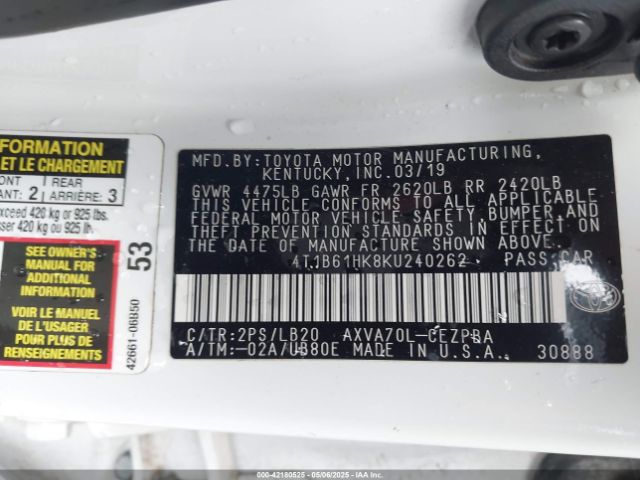 FORMATION
ET LE CHARGEMENT
ONT REAR
ANT: 2 ARRIÈRE: 3
exceed 420 kg or 925 lbs.
sser 420 kg ou 925 lb.
SEE OWNER'S
MANUAL FOR
ADDITIONAL
INFORMATION
VOIR LE MANUEL
DE L'USAGER
POUR PLUS DE
RENSEIGNEMENTS
53
42661-06B50
MFD.BY:TOYOTA MOTOR MANUFACTURING,
KENTUCKY,INC.03/19
GVWR 4475LB GAWR FR 2620LB RR 2420LB
THIS VEHICLE CONFORMS TO ALL APPLICABLE
FEDERAL MOTOR VEHICLE SAFETY,BUMPER,AND
THEFT PREVENTION STANDARDS IN EFFECT ON
THE DATE OF MANUFACTURE SHOWN ABOVE.
4T1B61HK8KU240262 PASS.CAR
C/TR:2PS/LB20 AXVA70L-CEZPBA
A/TM:-02A/UB80E MADE IN U.S.A. 30888
000-42180525 - 05/06/2025 - IAA Inc.